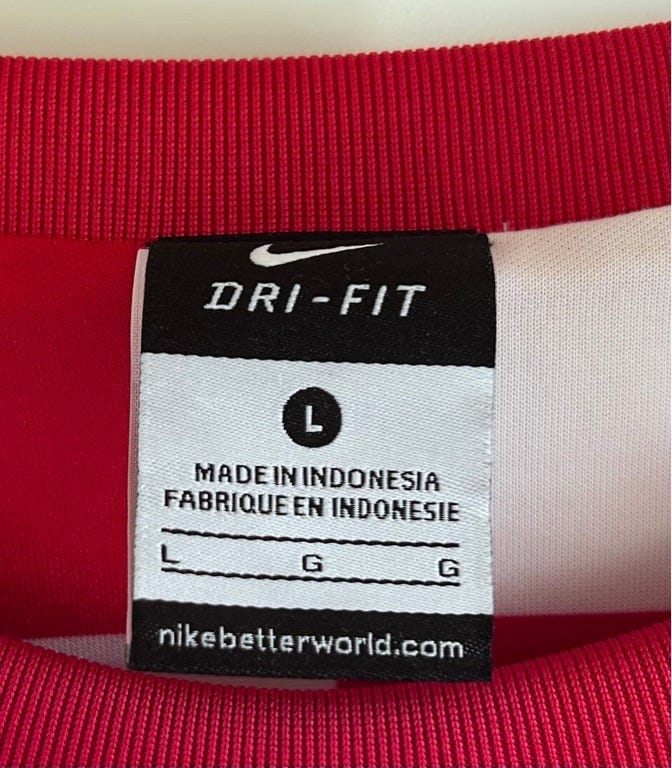 DRI-FIT
L
MADE IN INDONESIA
FABRIQUE EN INDONESIE
L G G
nikebetterworld.com